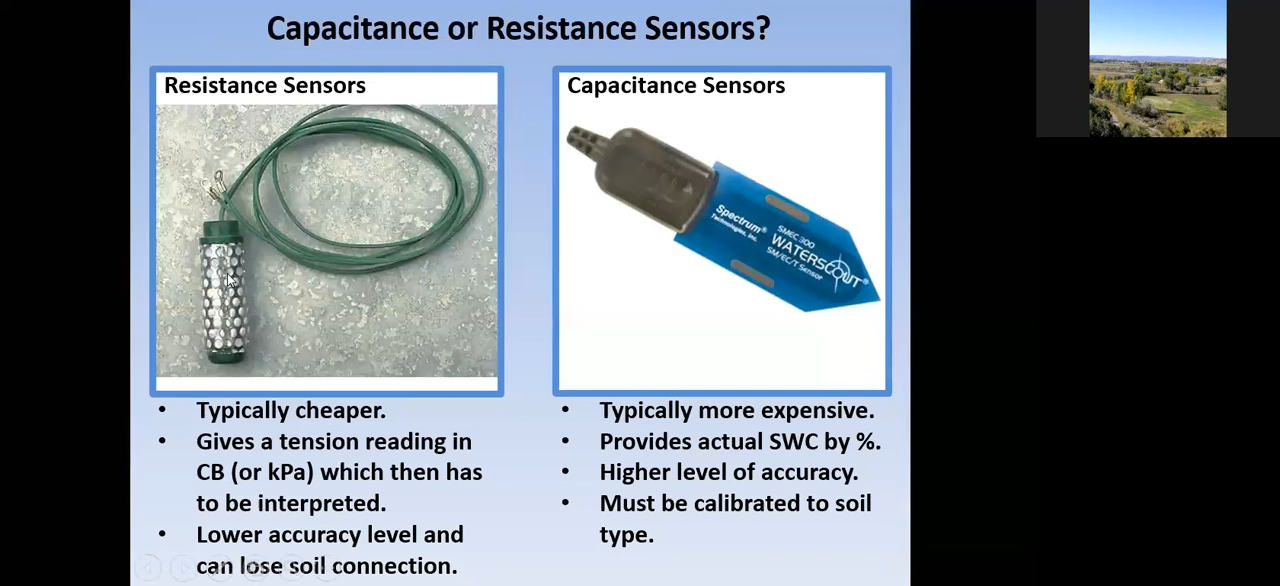 Capacitance or Resistance Sensors?
Resistance Sensors
• Typically cheaper.
• Gives a tension reading in
CB (or kPa) which then has
to be interpreted.
• Lower accuracy level and
can lose soil connection.
Capacitance Sensors
Spectrum®
Technologies, Inc.
SMEC 300
WATERSCOUT®
SM/EC/T Sensor
• Typically more expensive.
• Provides actual SWC by %.
• Higher level of accuracy.
• Must be calibrated to soil
type.